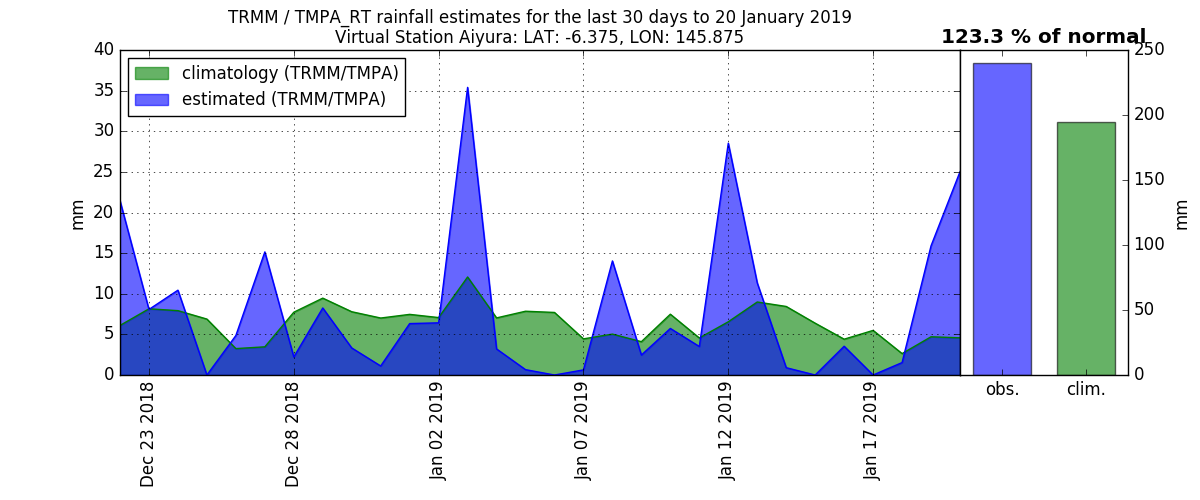 TRMM / TMPA_RT rainfall estimates for the last 30 days to 20 January 2019
Virtual Station Aiyura: LAT: -6.375, LON: 145.875
123.3 % of normal
climatology (TRMM/TMPA)
estimated (TRMM/TMPA)
mm
40
35
30
25
20
15
10
5
0
Dec 23 2018
Dec 28 2018
Jan 02 2019
Jan 07 2019
Jan 12 2019
Jan 17 2019
obs.
clim.
250
200
150
100
50
0
mm